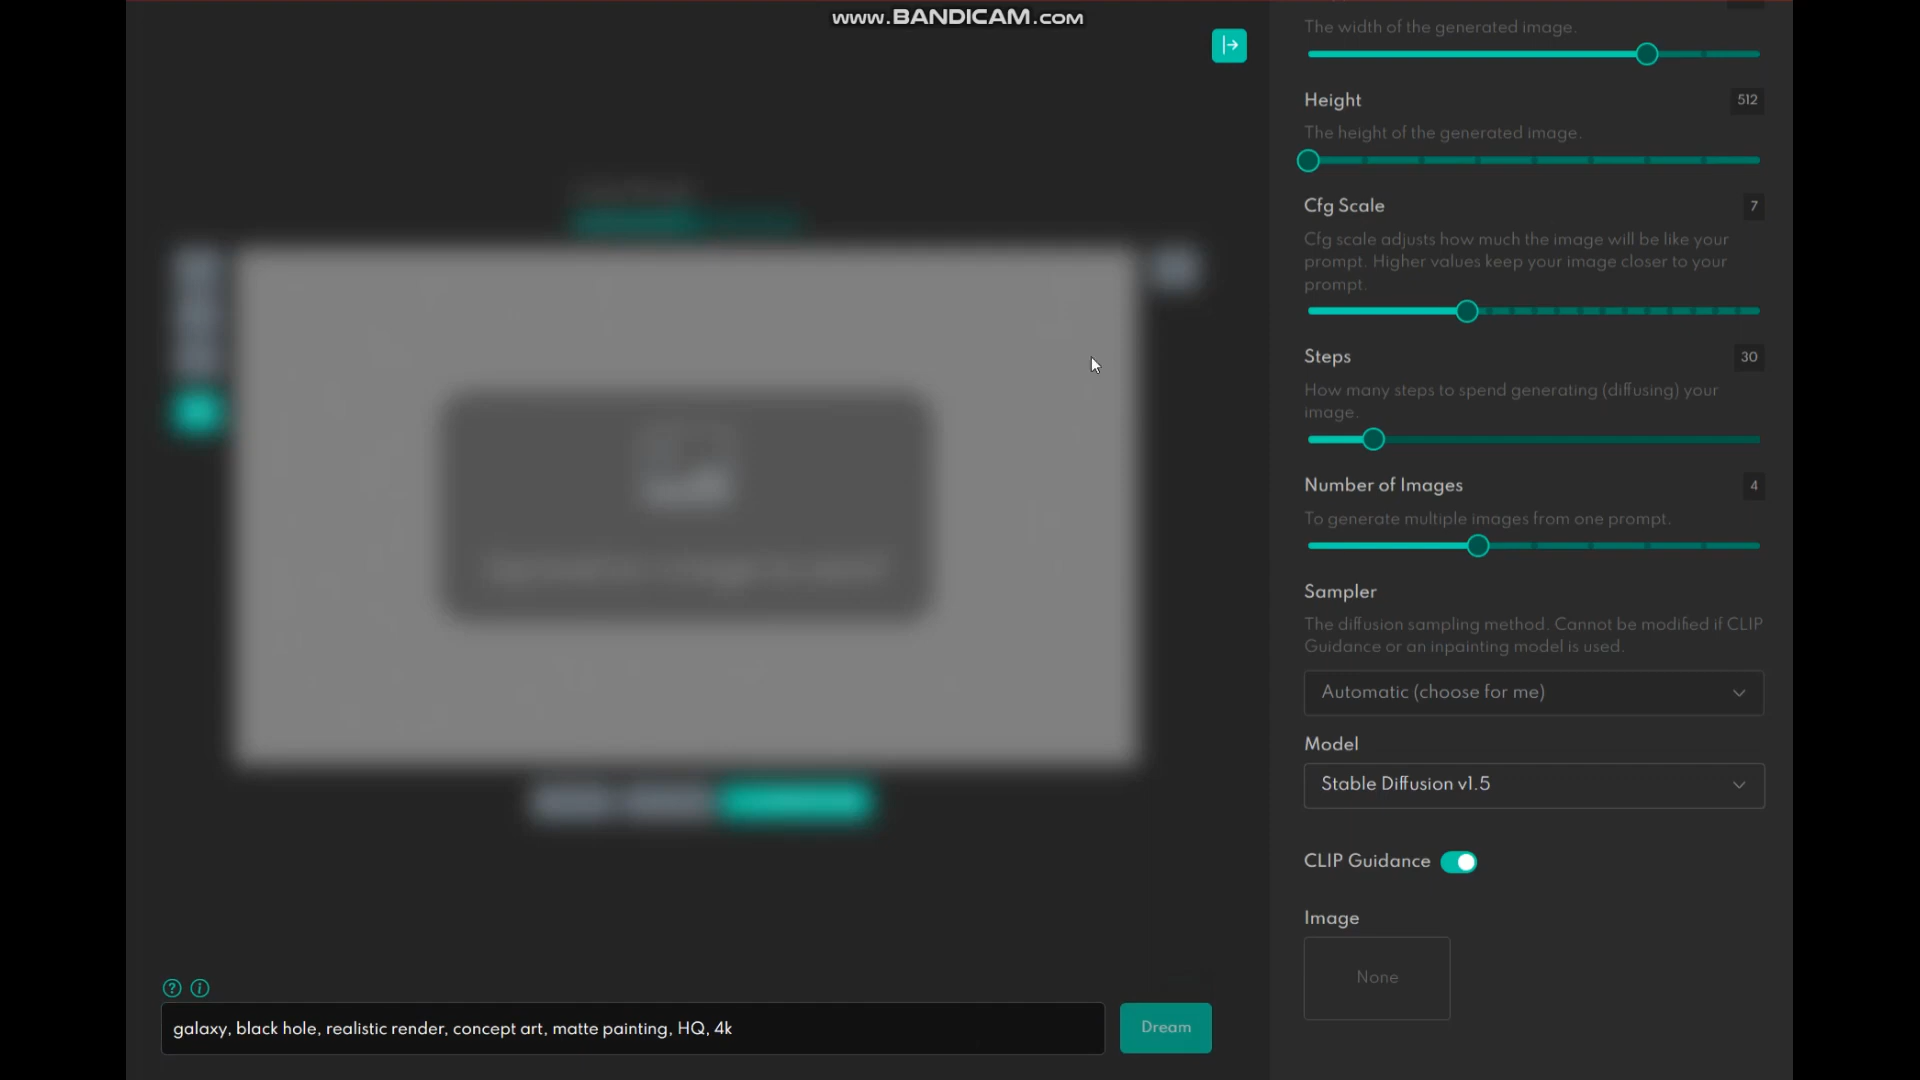 www.BANDICAM.com
The width of the generated image.
Height
512
The height of the generated image.
Cfg Scale
7
Cfg scale adjusts how much the image will be like your
prompt. Higher values keep your image closer to your
prompt.
Steps
30
How many steps to spend generating (diffusing) your
image.
Number of Images
4
To generate multiple images from one prompt.
Sampler
The diffusion sampling method. Cannot be modified if CLIP
Guidance or an inpainting model is used.
Automatic (choose for me)
Model
Stable Diffusion v1.5
CLIP Guidance
Image
None
galaxy, black hole, realistic render, concept art, matte painting, HQ, 4k
Dream